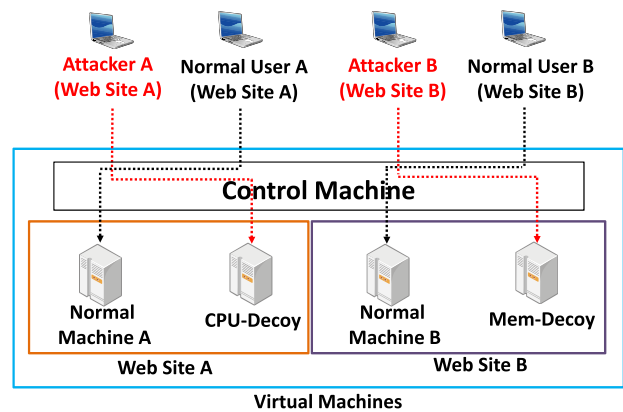 Attacker A
(Web Site A)
Normal User A
(Web Site A)
Attacker B
(Web Site B)
Normal User B
(Web Site B)
Control Machine
Normal
Machine A
CPU-Decoy
Normal
Machine B
Mem-Decoy
Web Site A
Web Site B
Virtual Machines